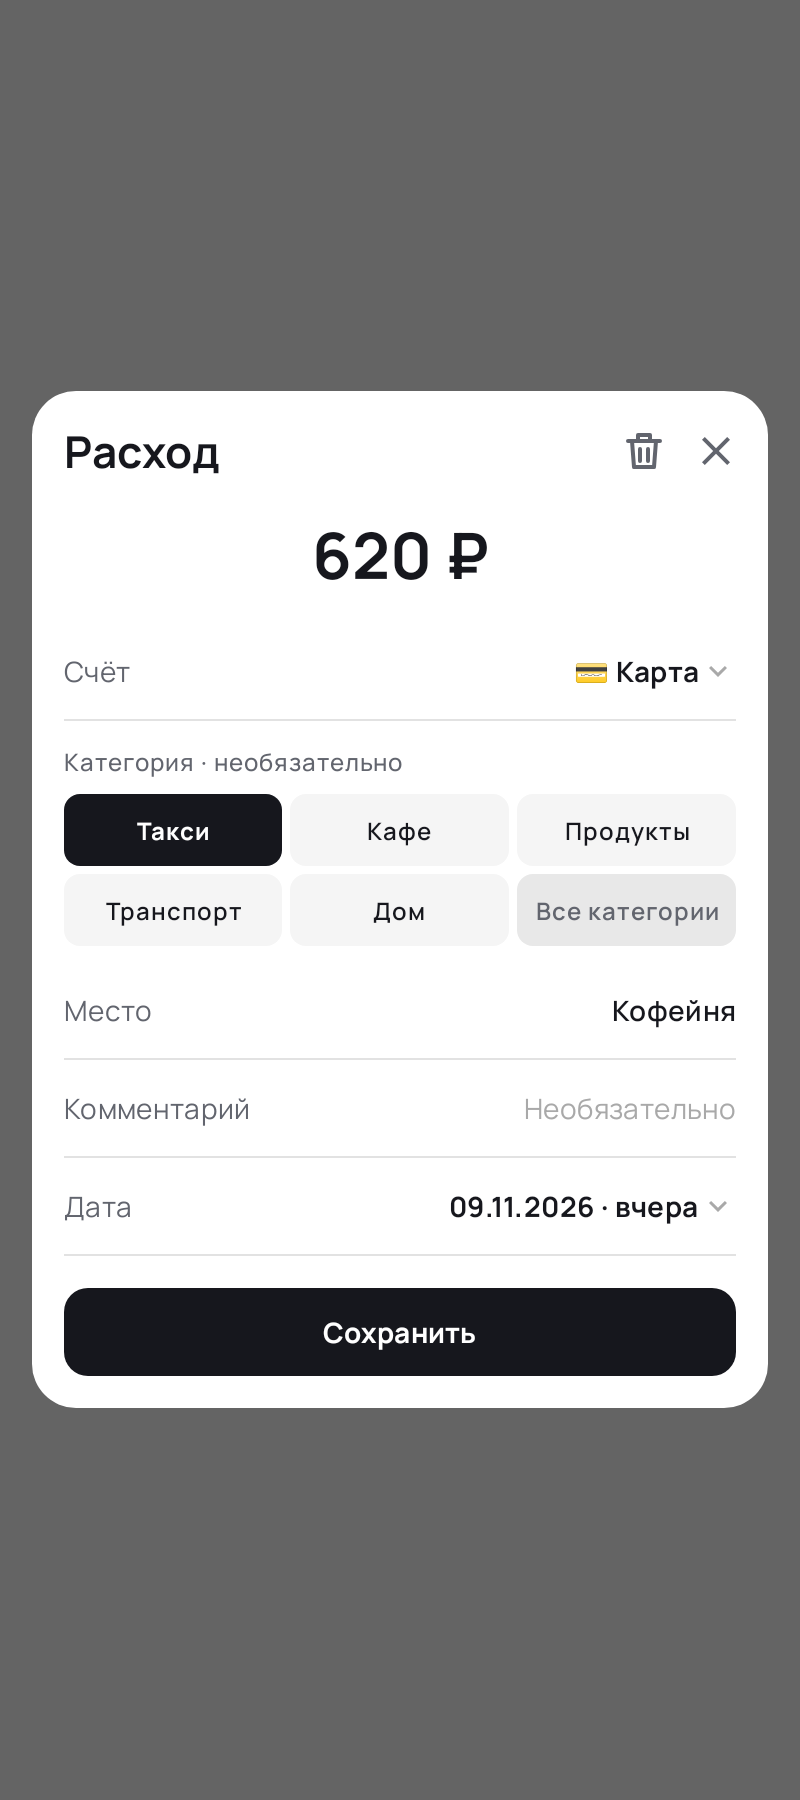 Расход
620 ₽
Счёт 💳 Карта
Категория · необязательно
Такси Кафе Продукты
Транспорт Дом Все категории
Место Кофейня
Комментарий Необязательно
Дата 09.11.2026 · вчера
Сохранить